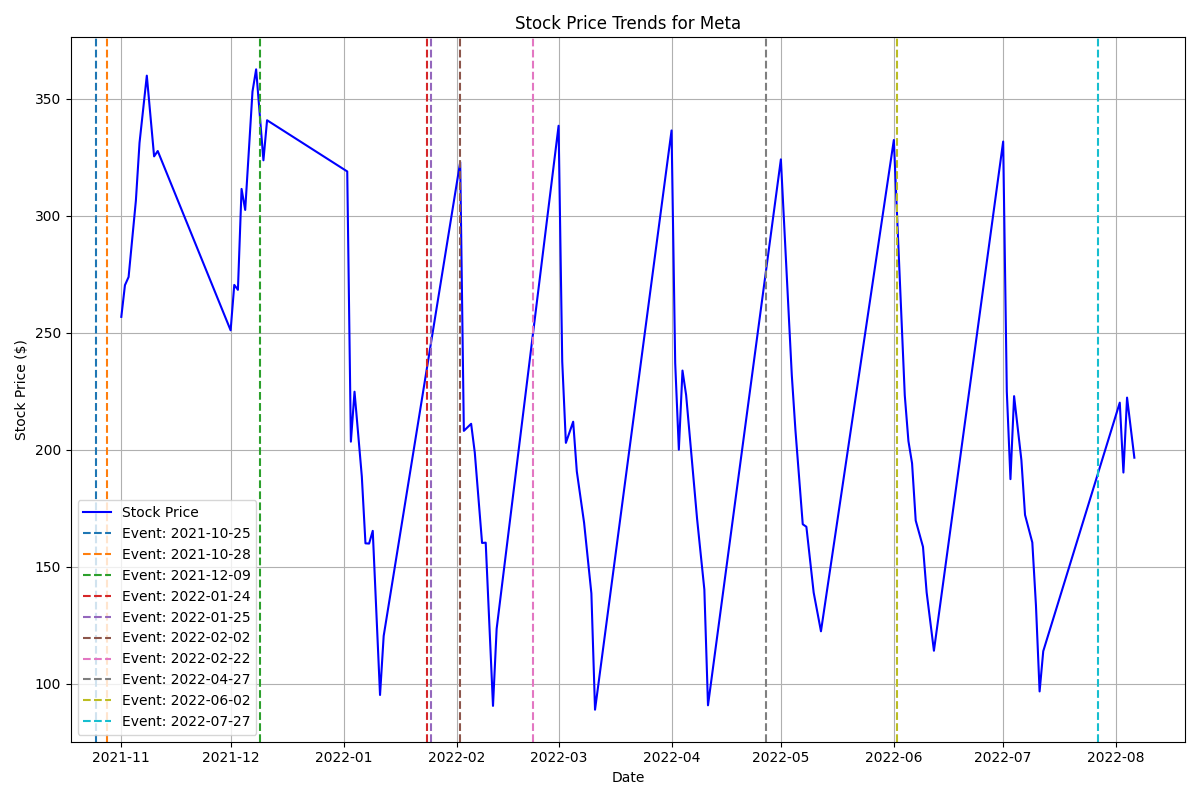 Stock Price Trends for Meta
Stock Price ($)
350
300
250
200
150
100
Stock Price
Event: 2021-10-25
Event: 2021-10-28
Event: 2021-12-09
Event: 2022-01-24
Event: 2022-01-25
Event: 2022-02-02
Event: 2022-02-22
Event: 2022-04-27
Event: 2022-06-02
Event: 2022-07-27
2021-11 2021-12 2022-01 2022-02 2022-03 2022-04 2022-05 2022-06 2022-07 2022-08
Date